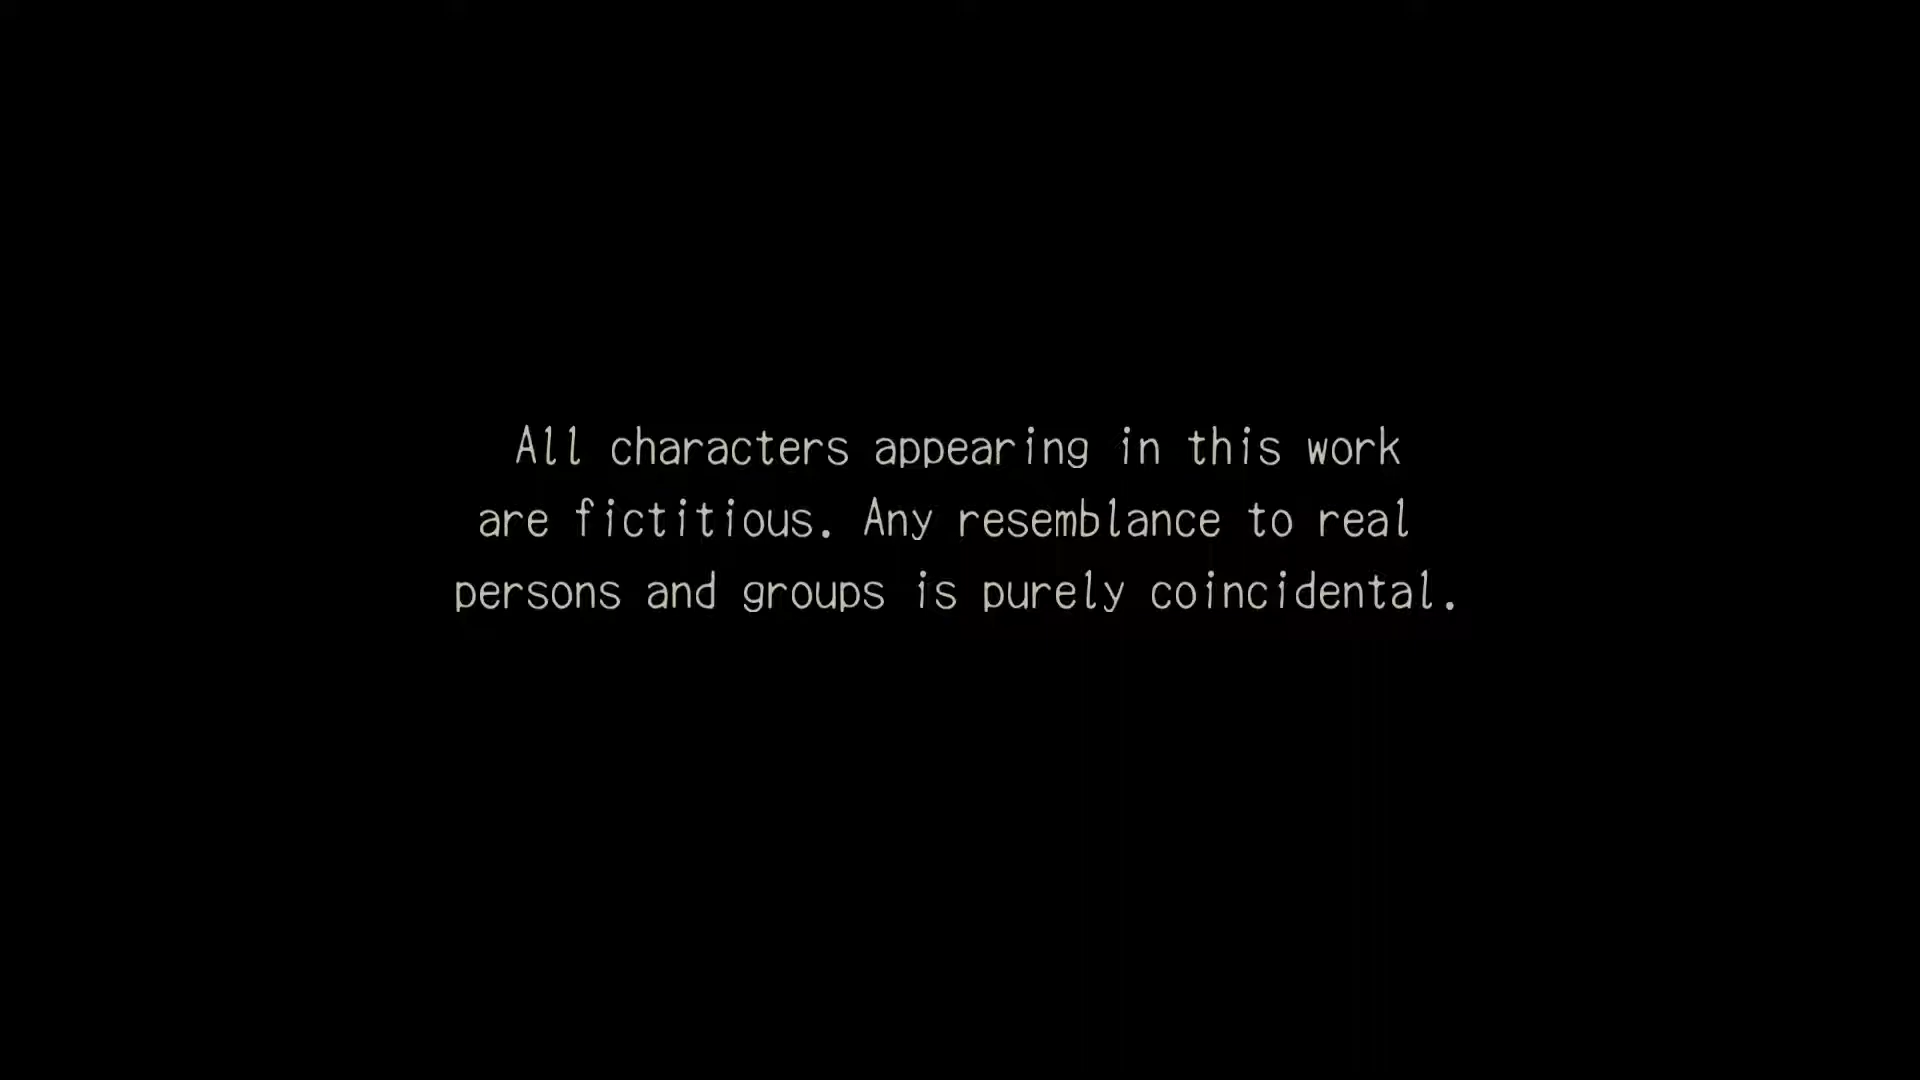 All characters appearing in this work
are fictitious. Any resemblance to real
persons and groups is purely coincidental.